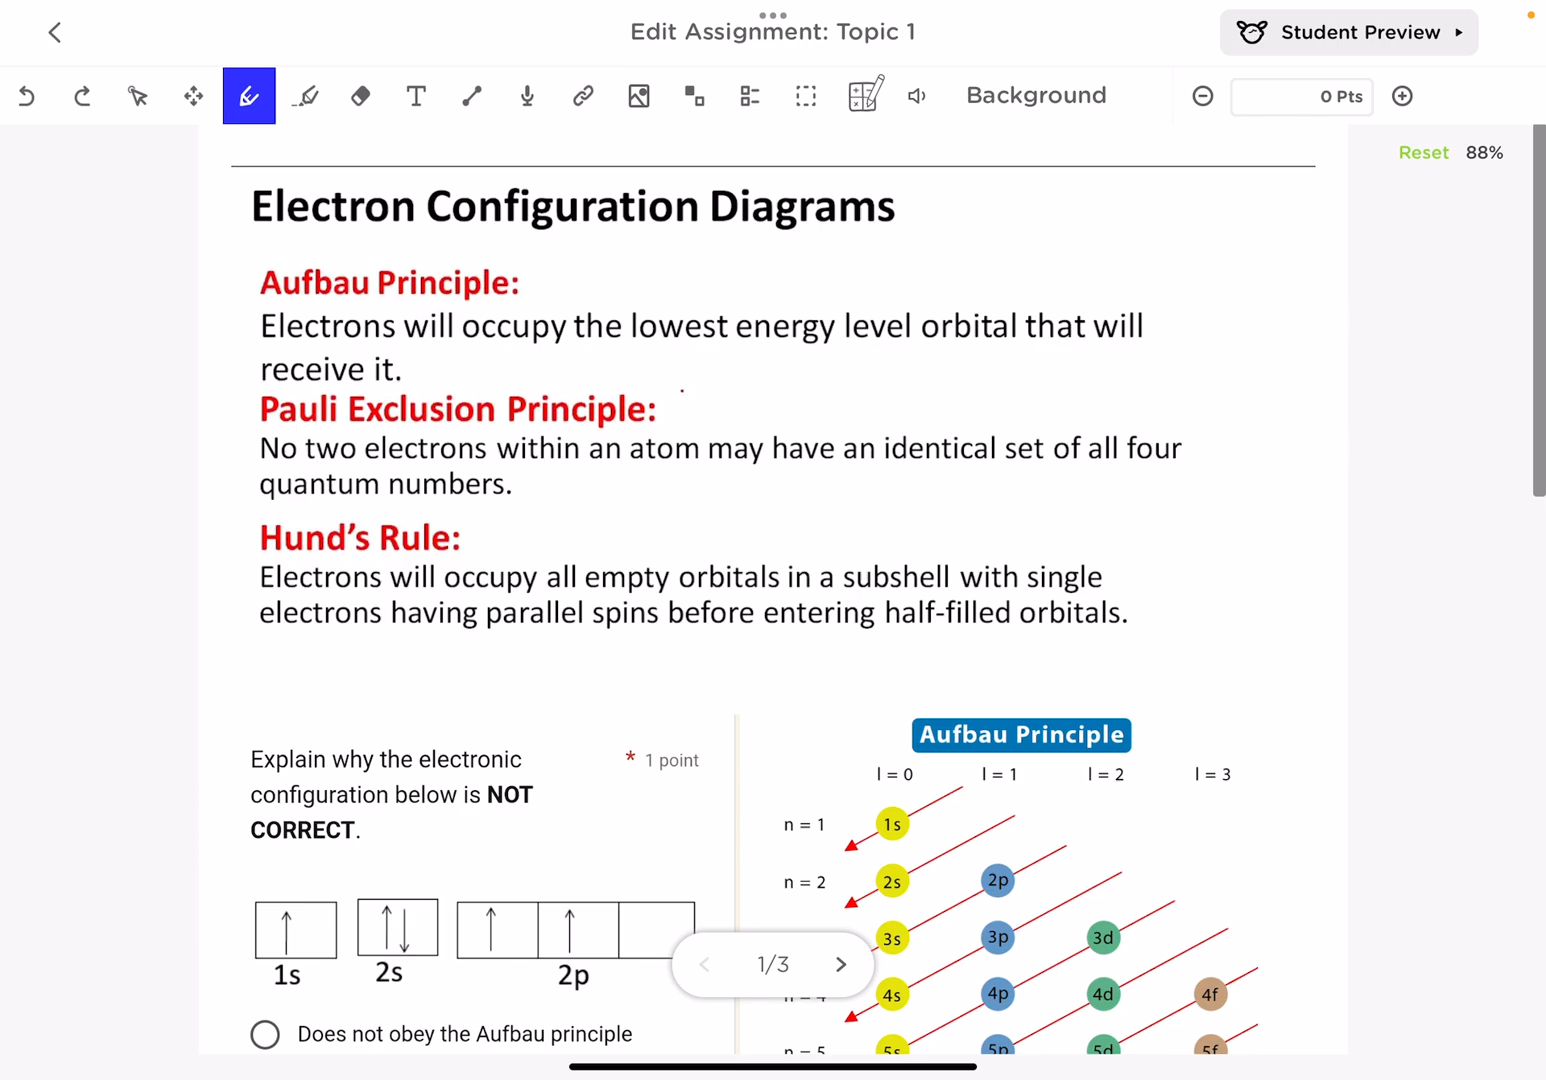 Edit Assignment: Topic 1
Student Preview
Background
0 Pts
Reset 88%
Electron Configuration Diagrams
Aufbau Principle:
Electrons will occupy the lowest energy level orbital that will
receive it.
Pauli Exclusion Principle:
No two electrons within an atom may have an identical set of all four
quantum numbers.
Hund’s Rule:
Electrons will occupy all empty orbitals in a subshell with single
electrons having parallel spins before entering half-filled orbitals.
Explain why the electronic * 1 point
configuration below is NOT
CORRECT.
1s 2s 2p
Does not obey the Aufbau principle
Aufbau Principle
l = 0 l = 1 l = 2 l = 3
n = 1 1s
n = 2 2s 2p
3s 3p 3d
4s 4p 4d 4f
n = 5 5s 5p 5d 5f
1/3